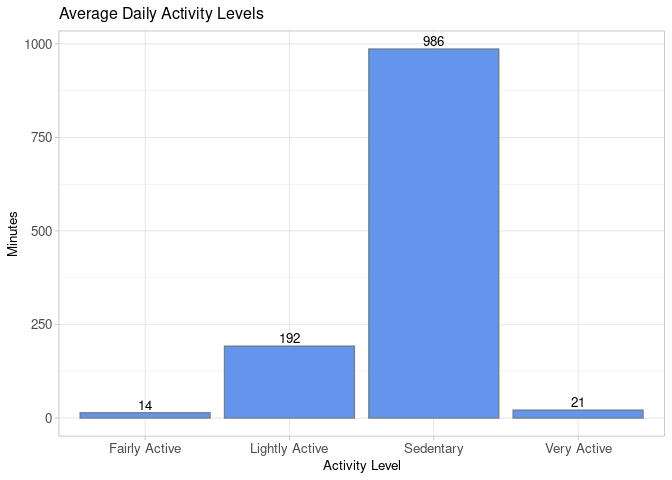 Average Daily Activity Levels
1000
750
500
250
0
Minutes
14
192
986
21
Fairly Active
Lightly Active
Sedentary
Very Active
Activity Level